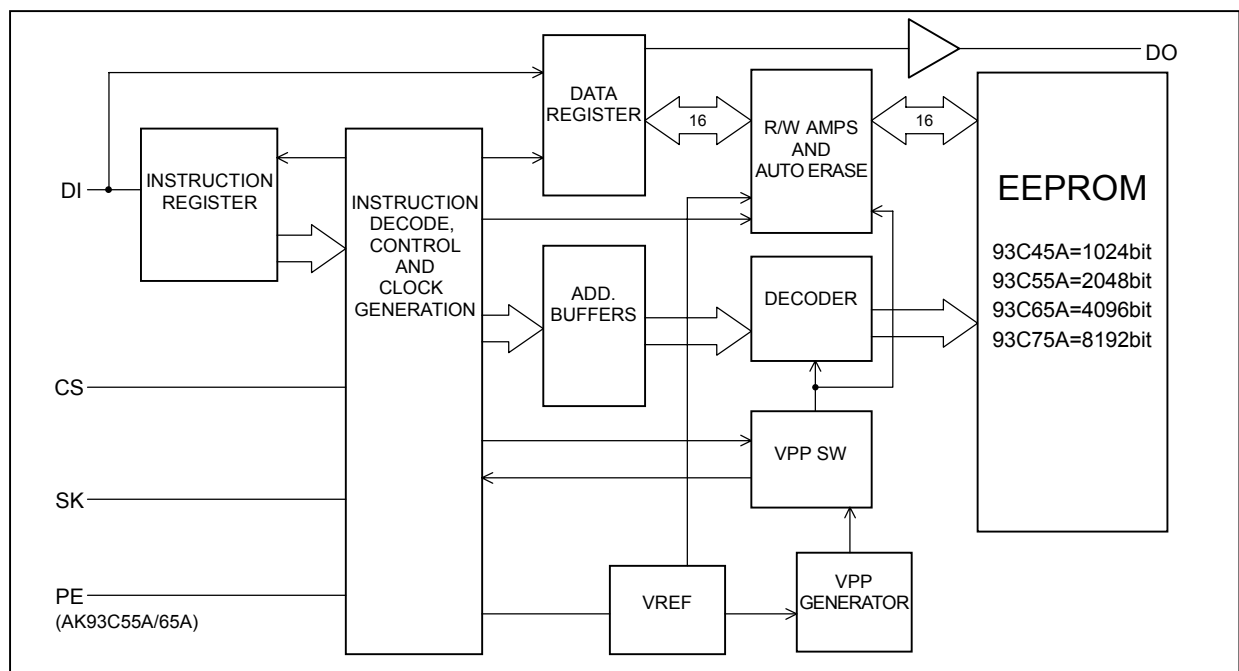 DO
DATA
REGISTER
16
R/W AMPS
AND
AUTO ERASE
16
EEPROM
93C45A=1024bit
93C55A=2048bit
93C65A=4096bit
93C75A=8192bit
DI
INSTRUCTION
REGISTER
INSTRUCTION
DECODE,
CONTROL
AND
CLOCK
GENERATION
ADD.
BUFFERS
DECODER
CS
VPP SW
SK
PE
(AK93C55A/65A)
VREF
VPP
GENERATOR